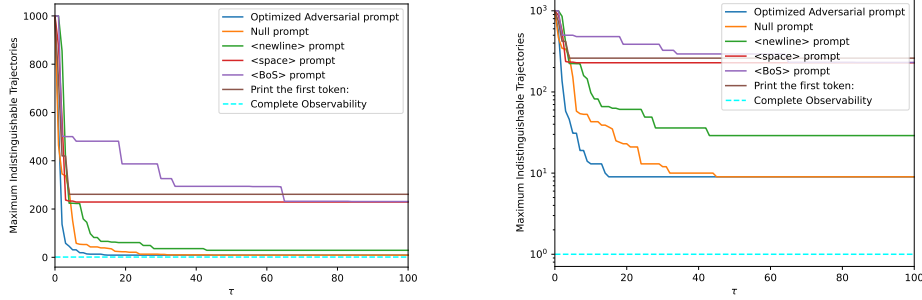 Maximum Indistinguishable Trajectories
1000
800
600
400
200
0
0
20
40
60
80
100
τ
Optimized Adversarial prompt
Null prompt
<newline> prompt
<space> prompt
<BoS> prompt
Print the first token:
Complete Observability
Maximum Indistinguishable Trajectories
10³
10²
10¹
10⁰
0
20
40
60
80
100
τ
Optimized Adversarial prompt
Null prompt
<newline> prompt
<space> prompt
<BoS> prompt
Print the first token:
Complete Observability